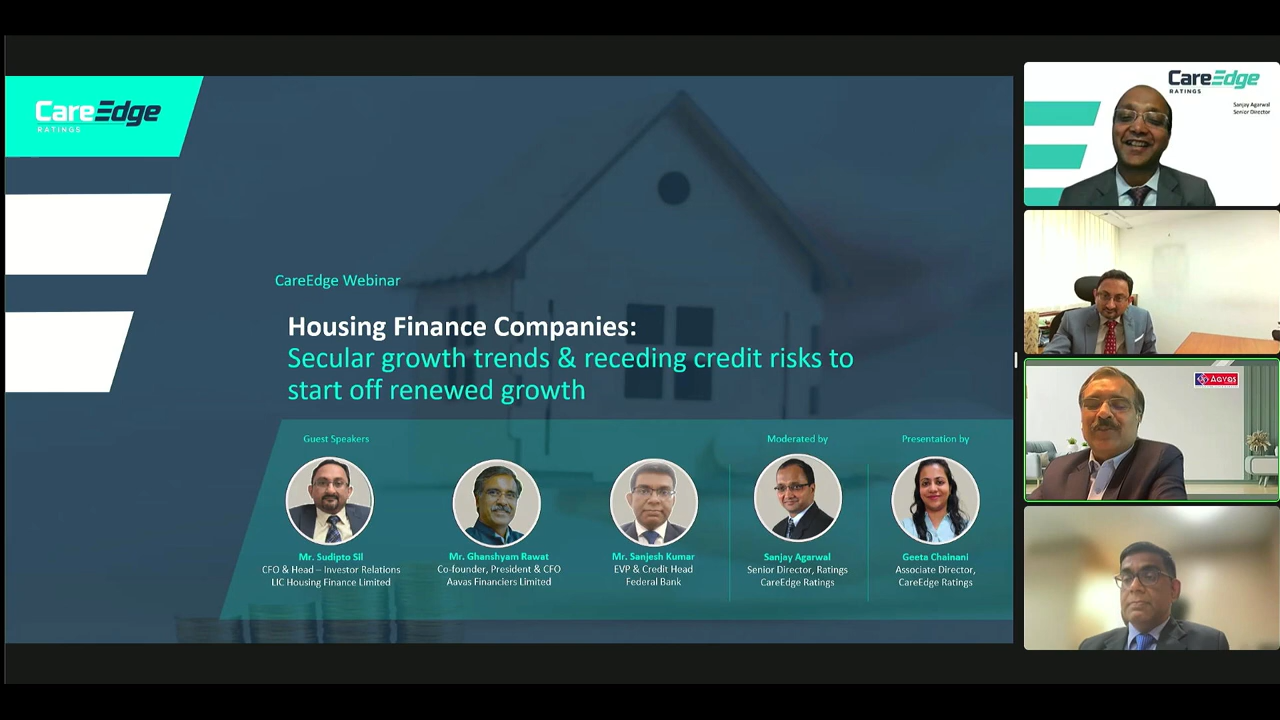 CareEdge
RATINGS
CareEdge Webinar
Housing Finance Companies:
Secular growth trends & receding credit risks to
start off renewed growth
Guest Speakers
Moderated by
Presentation by
Mr. Sudipto Sil
CFO & Head – Investor Relations
LIC Housing Finance Limited
Mr. Ghanshyam Rawat
Co-founder, President & CFO
Aavas Financiers Limited
Mr. Sanjesh Kumar
EVP & Credit Head
Federal Bank
Sanjay Agarwal
Senior Director, Ratings
CareEdge Ratings
Geeta Chainani
Associate Director,
CareEdge Ratings
CareEdge
RATINGS
Sanjay Agarwal
Senior Director
Aavas